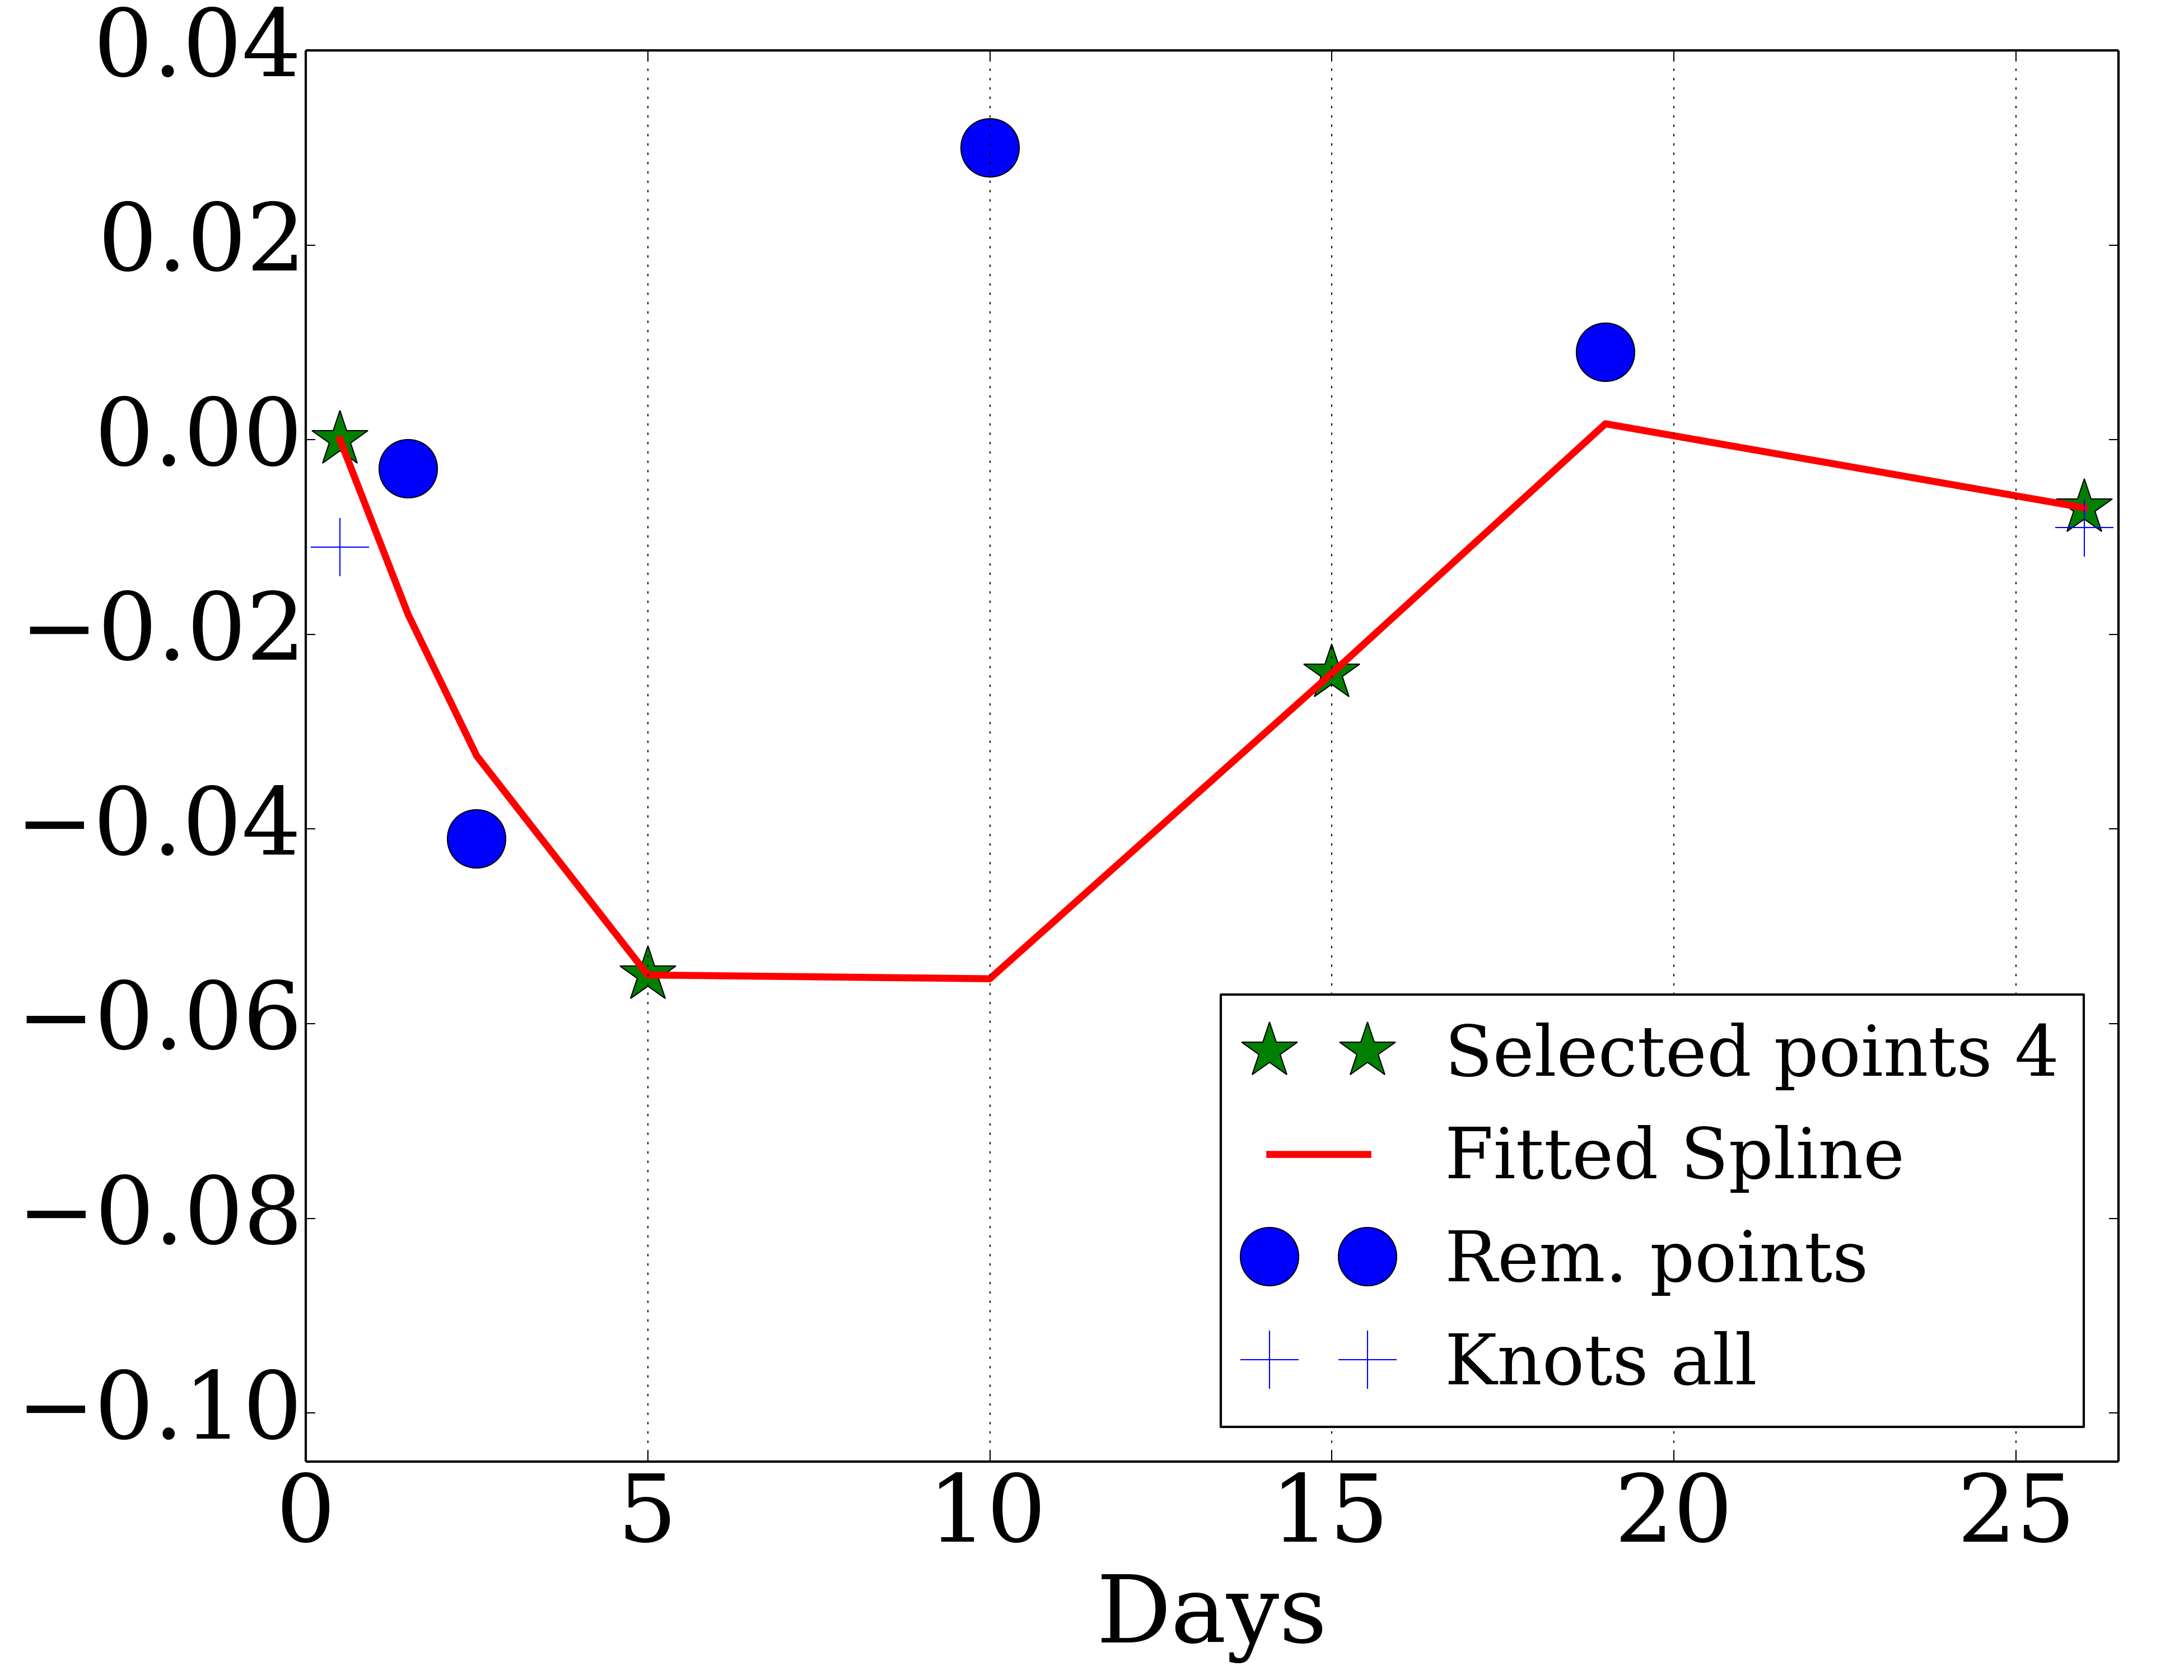 0.04
0.02
0.00
−0.02
−0.04
−0.06
−0.08
−0.10
Selected points 4
Fitted Spline
Rem. points
Knots all
0 5 10 15 20 25
Days